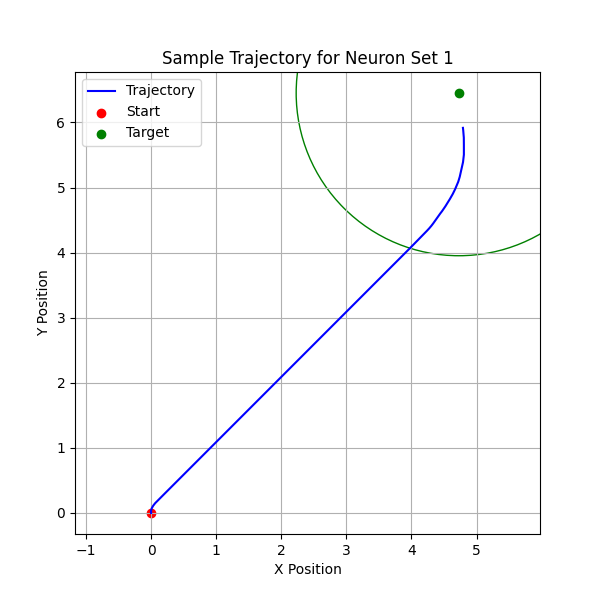 Sample Trajectory for Neuron Set 1
Trajectory
Start
Target
6
5
4
3
2
1
0
Y Position
−1 0 1 2 3 4 5
X Position